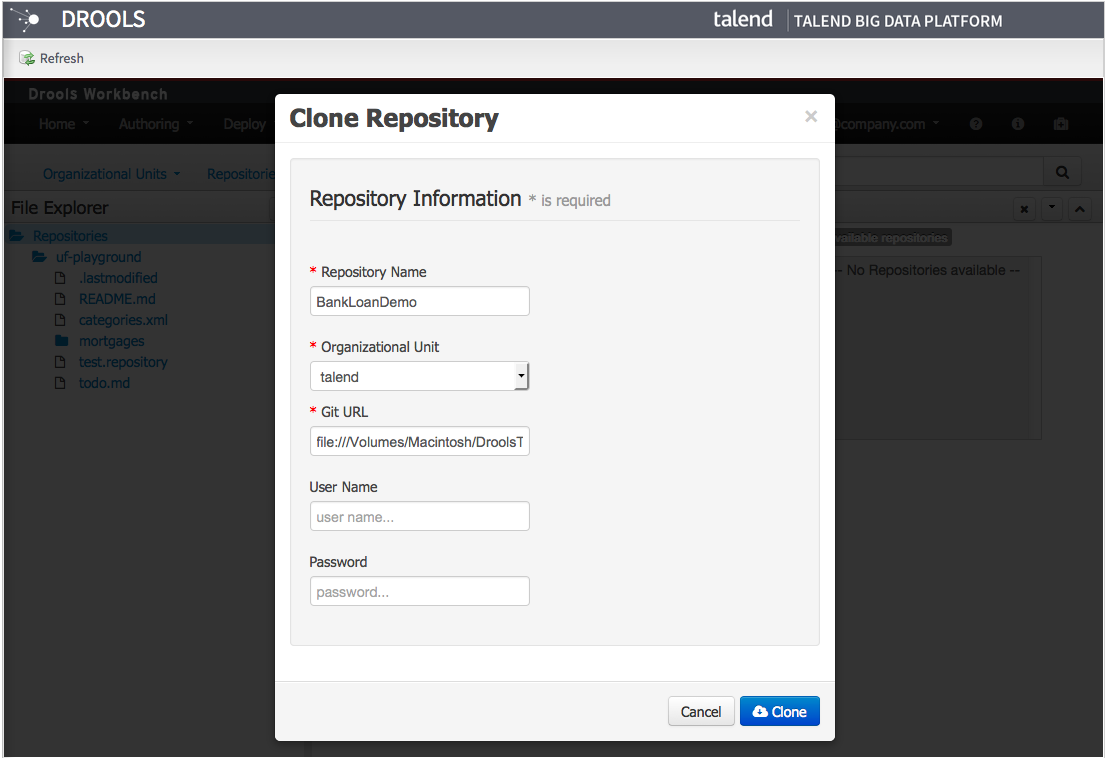 DROOLS
talend | TALEND BIG DATA PLATFORM
Refresh
Drools Workbench
Home Authoring Deploy
@company.com
Organizational Units Repositorie
File Explorer
Repositories
uf-playground
.lastmodified
README.md
categories.xml
mortgages
test.repository
todo.md
vailable repositories
-- No Repositories available --
Clone Repository ×
Repository Information * is required
* Repository Name
BankLoanDemo
* Organizational Unit
talend
* Git URL
file:///Volumes/Macintosh/DroolsT
User Name
user name...
Password
password...
Cancel Clone